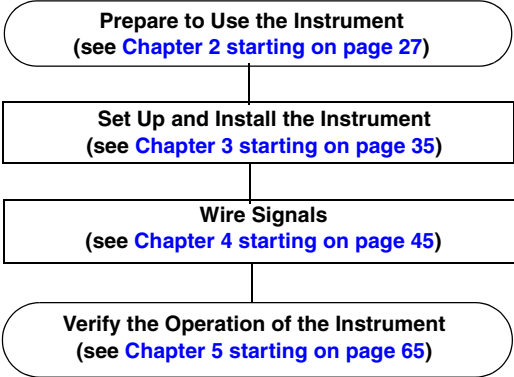 Prepare to Use the Instrument
(see Chapter 2 starting on page 27)
Set Up and Install the Instrument
(see Chapter 3 starting on page 35)
Wire Signals
(see Chapter 4 starting on page 45)
Verify the Operation of the Instrument
(see Chapter 5 starting on page 65)